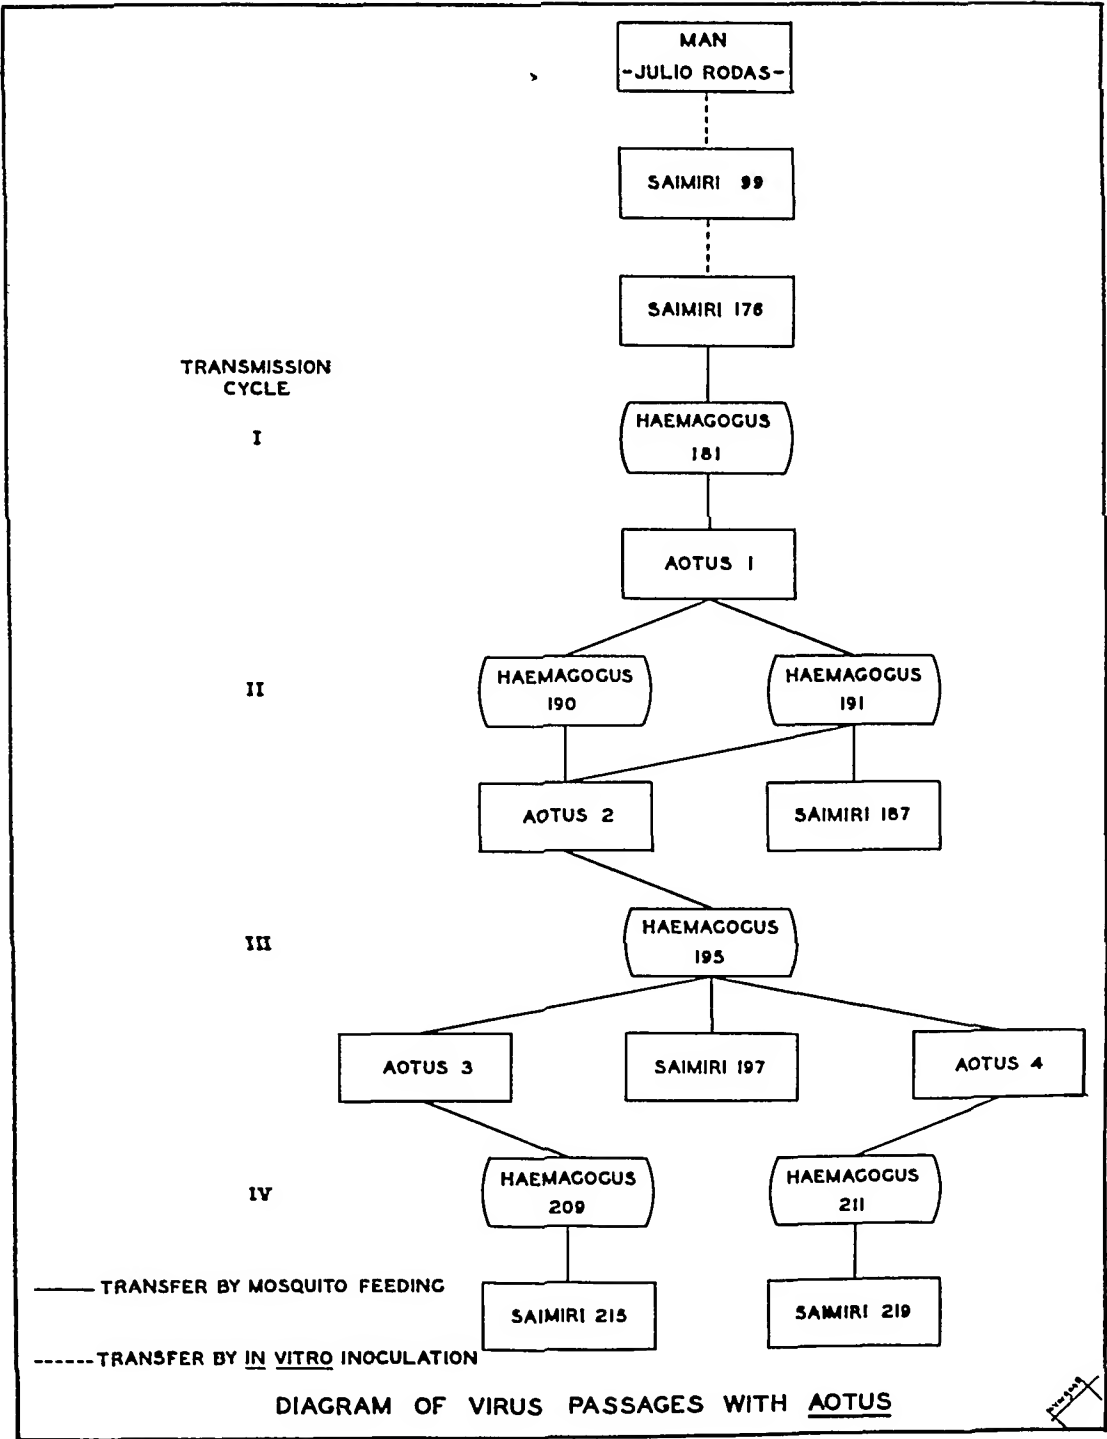 MAN
-JULIO RODAS-
SAIMIRI 99
SAIMIRI 176
TRANSMISSION
CYCLE
HAEMAGOGUS
I
181
AOTUS 1
HAEMAGOGUS
190
HAEMAGOGUS
191
II
AOTUS 2
SAIMIRI 187
HAEMAGOGUS
195
III
AOTUS 3
SAIMIRI 197
AOTUS 4
HAEMAGOGUS
209
HAEMAGOGUS
211
IV
SAIMIRI 215
SAIMIRI 219
TRANSFER BY MOSQUITO FEEDING
TRANSFER BY IN VITRO INOCULATION
DIAGRAM OF VIRUS PASSAGES WITH AOTUS